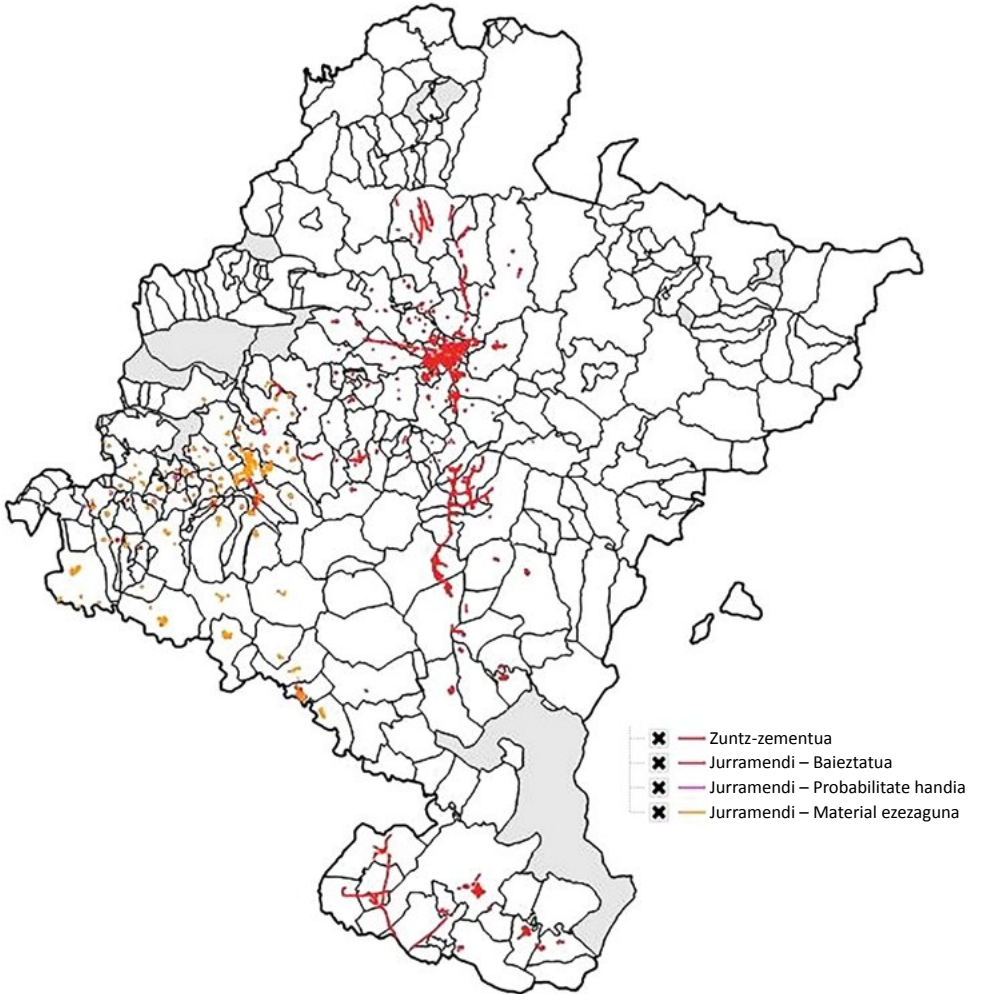 Zuntz-zementua
Jurramendi – Baieztatua
Jurramendi – Probabilitate handia
Jurramendi – Material ezezaguna